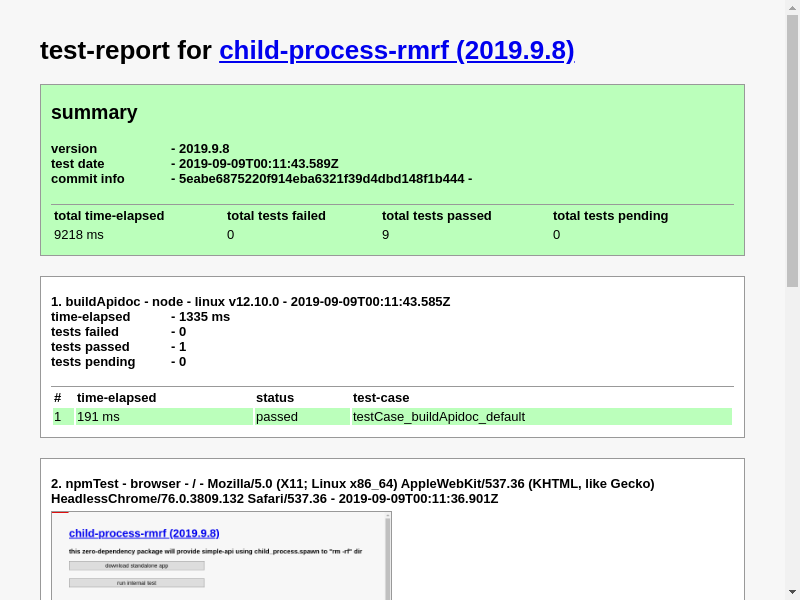 test-report for child-process-rmrf (2019.9.8)
summary
version - 2019.9.8
test date - 2019-09-09T00:11:43.589Z
commit info - 5eabe6875220f914eba6321f39d4dbd148f1b444 -
total time-elapsed total tests failed total tests passed total tests pending
9218 ms 0 9 0
1. buildApidoc - node - linux v12.10.0 - 2019-09-09T00:11:43.585Z
time-elapsed - 1335 ms
tests failed - 0
tests passed - 1
tests pending - 0
# time-elapsed status test-case
1 191 ms passed testCase_buildApidoc_default
2. npmTest - browser - / - Mozilla/5.0 (X11; Linux x86_64) AppleWebKit/537.36 (KHTML, like Gecko)
HeadlessChrome/76.0.3809.132 Safari/537.36 - 2019-09-09T00:11:36.901Z
child-process-rmrf (2019.9.8)
this zero-dependency package will provide simple-api using child_process.spawn to "rm -rf" dir
download standalone app
run internal test